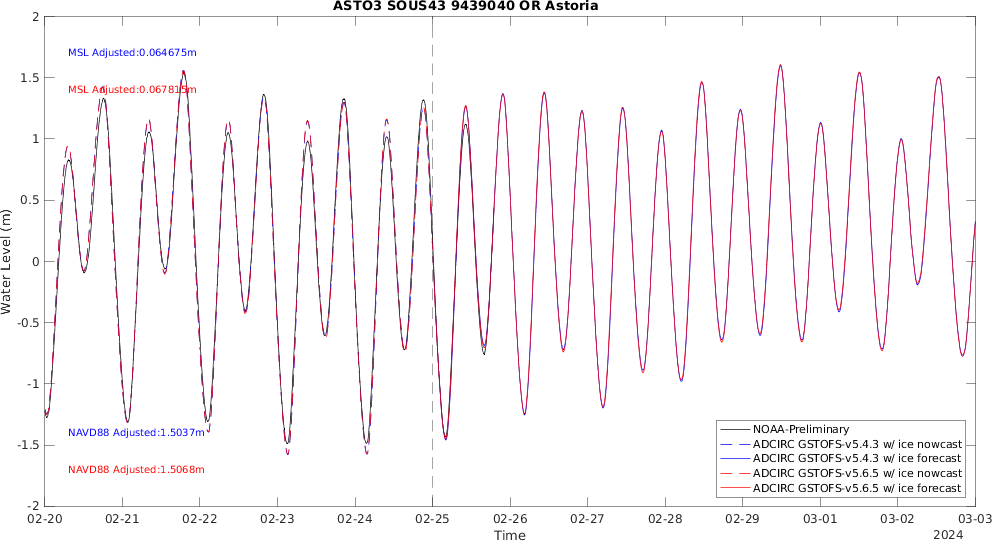 ASTO3 SOUS43 9439040 OR Astoria
2
1.5
1
0.5
0
-0.5
-1
-1.5
-2
Water Level (m)
MSL Adjusted:0.064675m
MSL Adjusted:0.067815m
NAVD88 Adjusted:1.5037m
NAVD88 Adjusted:1.5068m
NOAA-Preliminary
ADCIRC GSTOFS-v5.4.3 w/ ice nowcast
ADCIRC GSTOFS-v5.4.3 w/ ice forecast
ADCIRC GSTOFS-v5.6.5 w/ ice nowcast
ADCIRC GSTOFS-v5.6.5 w/ ice forecast
02-20 02-21 02-22 02-23 02-24 02-25 02-26 02-27 02-28 02-29 03-01 03-02 03-03
Time
2024